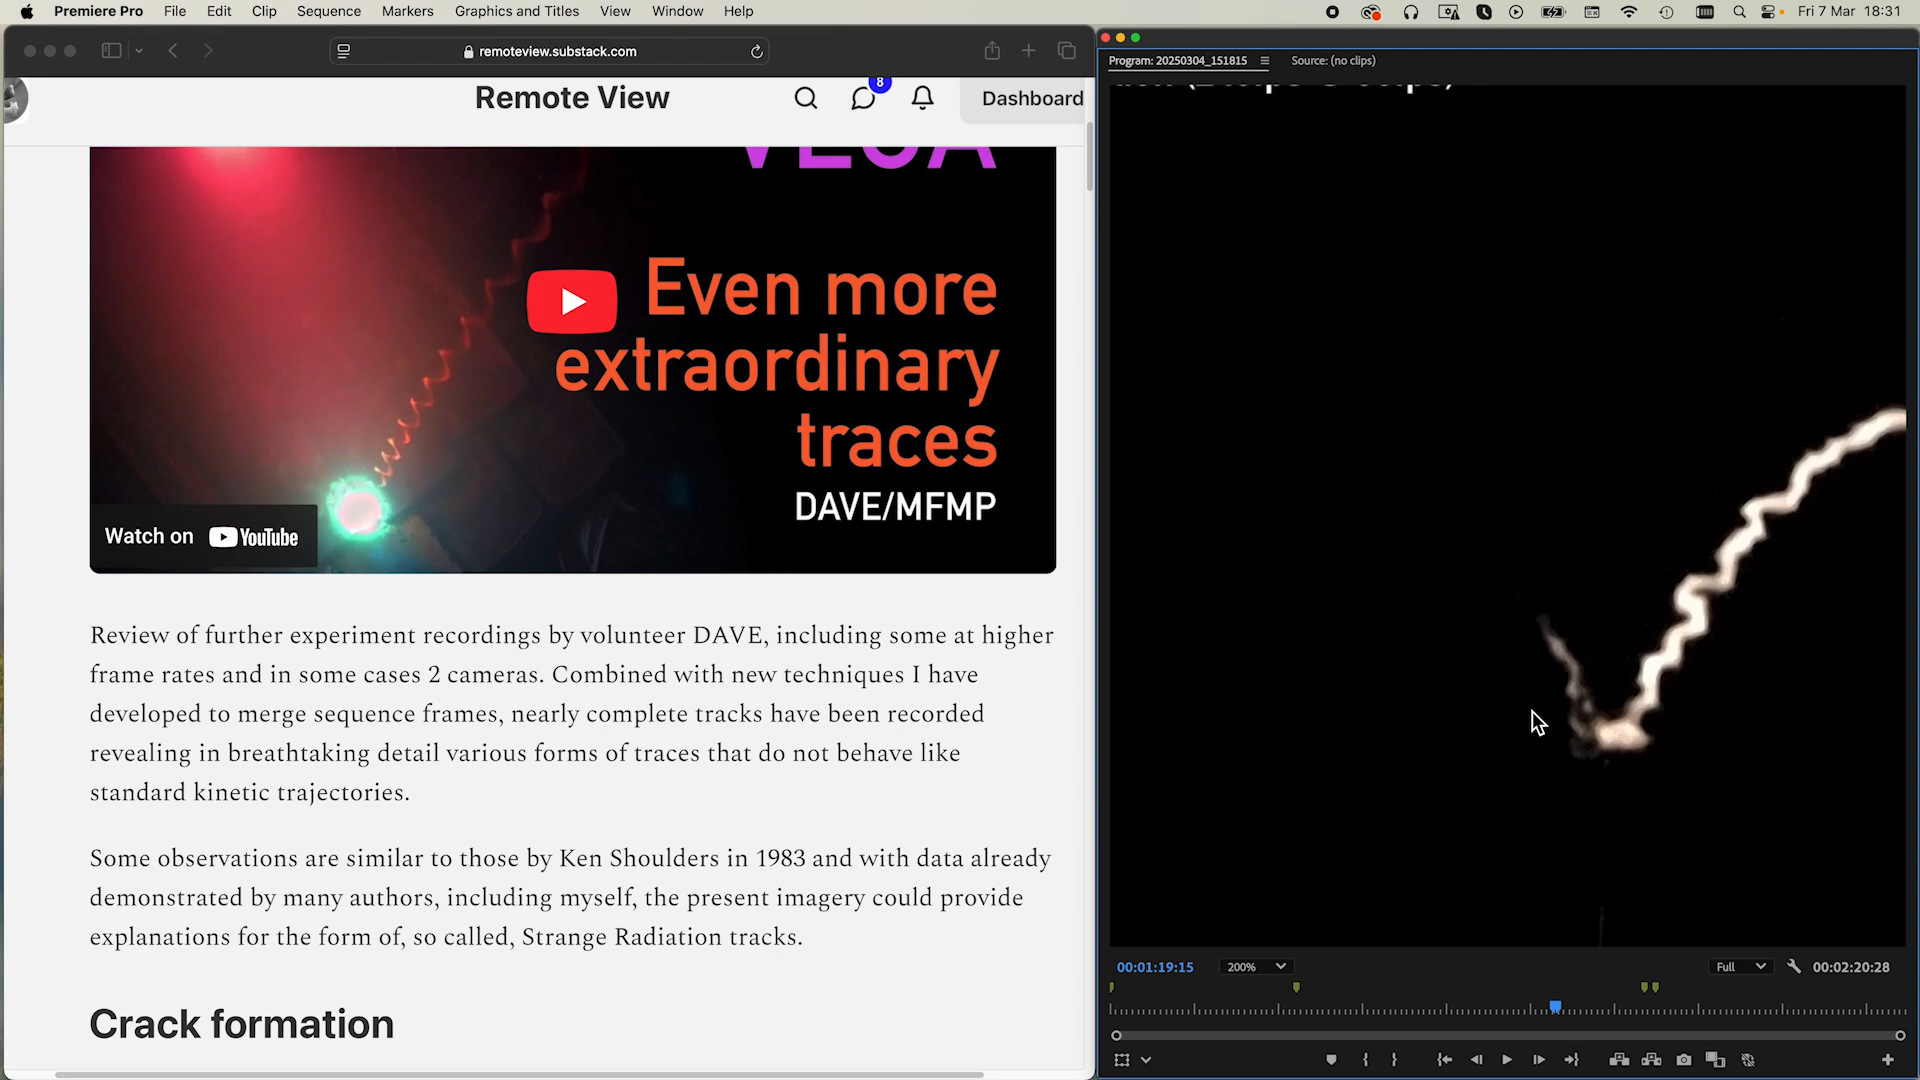 Premiere Pro File Edit Clip Sequence Markers Graphics and Titles View Window Help
Fri 7 Mar 18:31
remoteview.substack.com
Remote View
8
Dashboard
VEGA
Even more
extraordinary
traces
DAVE/MFMP
Watch on YouTube
Review of further experiment recordings by volunteer DAVE, including some at higher
frame rates and in some cases 2 cameras. Combined with new techniques I have
developed to merge sequence frames, nearly complete tracks have been recorded
revealing in breathtaking detail various forms of traces that do not behave like
standard kinetic trajectories.
Some observations are similar to those by Ken Shoulders in 1983 and with data already
demonstrated by many authors, including myself, the present imagery could provide
explanations for the form of, so called, Strange Radiation tracks.
Crack formation
Program: 20250304_151815
Source: (no clips)
00:01:19:15
200%
Full
00:02:20:28